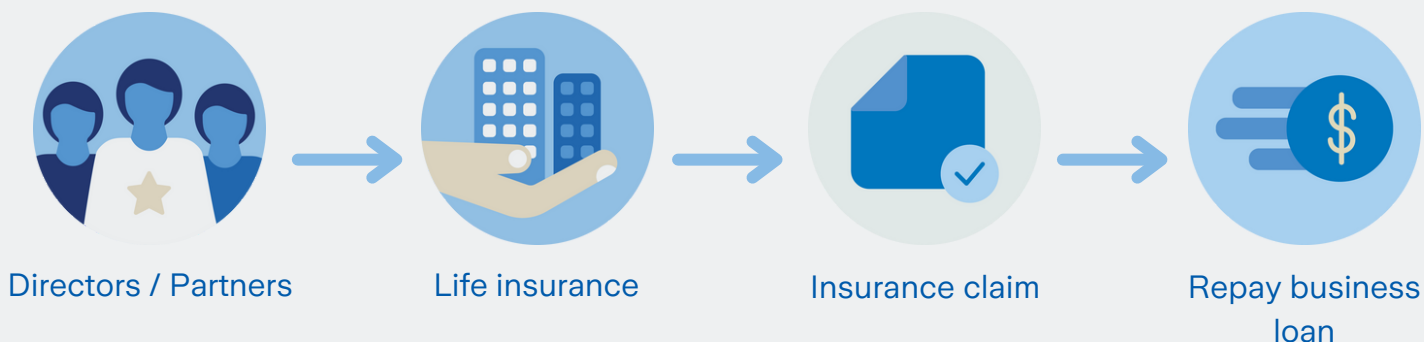 Directors / Partners
Life insurance
Insurance claim
Repay business
loan